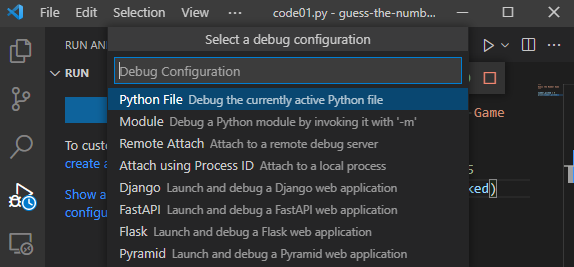 File Edit Selection code01.py - guess-the-numb...
Select a debug configuration
RUN AN
Debug Configuration
RUN
Python File Debug the currently active Python file
Game
Module Debug a Python module by invoking it with '-m'
To custo
Remote Attach Attach to a remote debug server
create a
Attach using Process ID Attach to a local process
Show a
Django Launch and debug a Django web application
ked)
configu
FastAPI Launch and debug a FastAPI web application
Flask Launch and debug a Flask web application
Pyramid Launch and debug a Pyramid web application